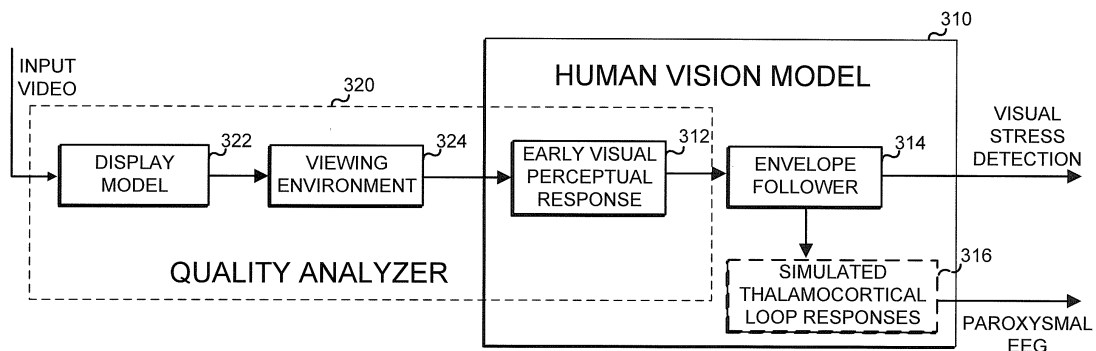 310
INPUT
VIDEO
320
HUMAN VISION MODEL
322
324
312
314
VISUAL
STRESS
DETECTION
DISPLAY
MODEL
VIEWING
ENVIRONMENT
EARLY VISUAL
PERCEPTUAL
RESPONSE
ENVELOPE
FOLLOWER
QUALITY ANALYZER
SIMULATED
THALAMOCORTICAL
LOOP RESPONSES
316
PAROXYSMAL
EEG